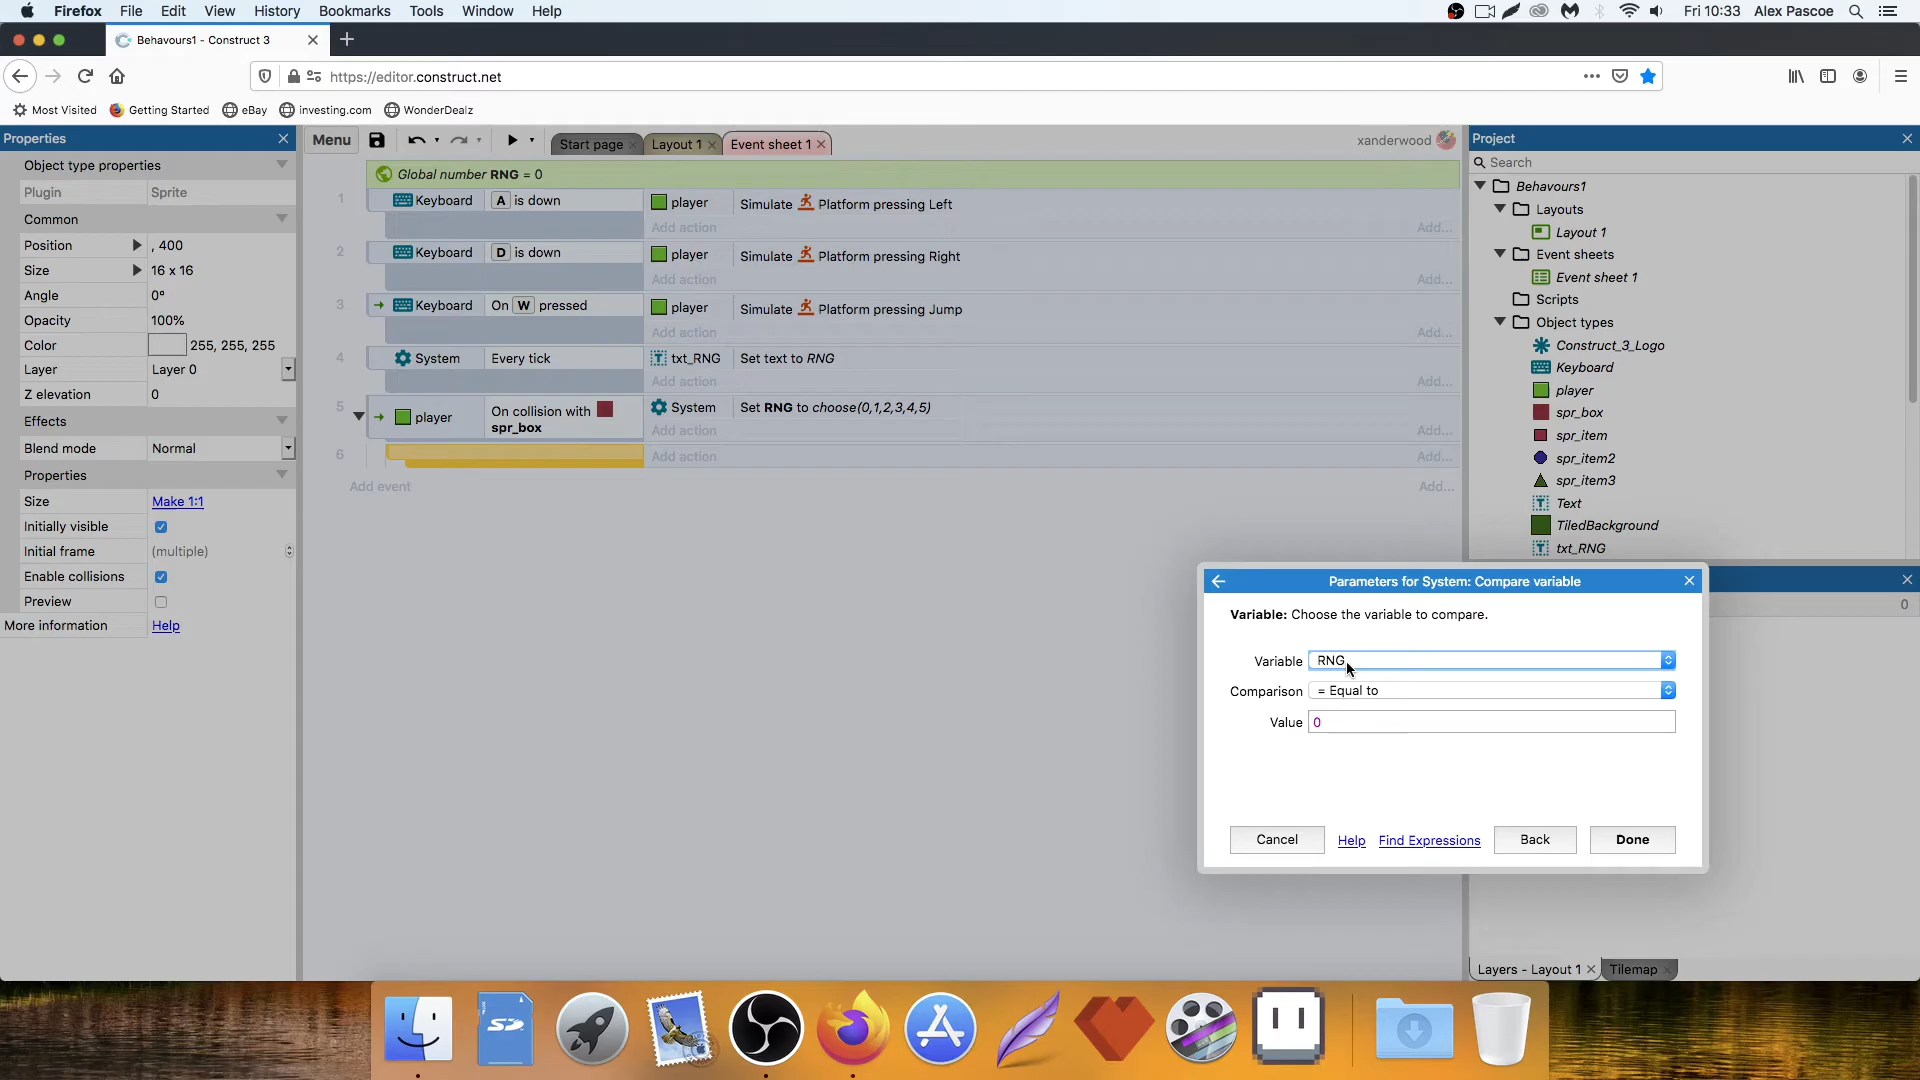 Firefox File Edit View History Bookmarks Tools Window Help Fri 10:33 Alex Pascoe
Behavours1 - Construct 3
https://editor.construct.net
Most Visited Getting Started eBay investing.com WonderDealz
Properties
Object type properties
Plugin Sprite
Common
Position , 400
Size 16 x 16
Angle 0°
Opacity 100%
Color 255, 255, 255
Layer Layer 0
Z elevation 0
Effects
Blend mode Normal
Properties
Size Make 1:1
Initially visible
Initial frame (multiple)
Enable collisions
Preview
More information Help
Menu Start page Layout 1 Event sheet 1 xanderwood
Global number RNG = 0
1 Keyboard A is down player Simulate Platform pressing Left
Add action Add...
2 Keyboard D is down player Simulate Platform pressing Right
Add action Add...
3 Keyboard On W pressed player Simulate Platform pressing Jump
Add action Add...
4 System Every tick txt_RNG Set text to RNG
Add action Add...
5 player On collision with spr_box System Set RNG to choose(0,1,2,3,4,5)
Add action Add...
6 Add action Add...
Add event Add...
Project
Search
Behavours1
Layouts
Layout 1
Event sheets
Event sheet 1
Scripts
Object types
Construct_3_Logo
Keyboard
player
spr_box
spr_item
spr_item2
spr_item3
Text
TiledBackground
txt_RNG
0
Parameters for System: Compare variable
Variable: Choose the variable to compare.
Variable RNG
Comparison = Equal to
Value 0
Cancel Help Find Expressions Back Done
Layers - Layout 1 Tilemap